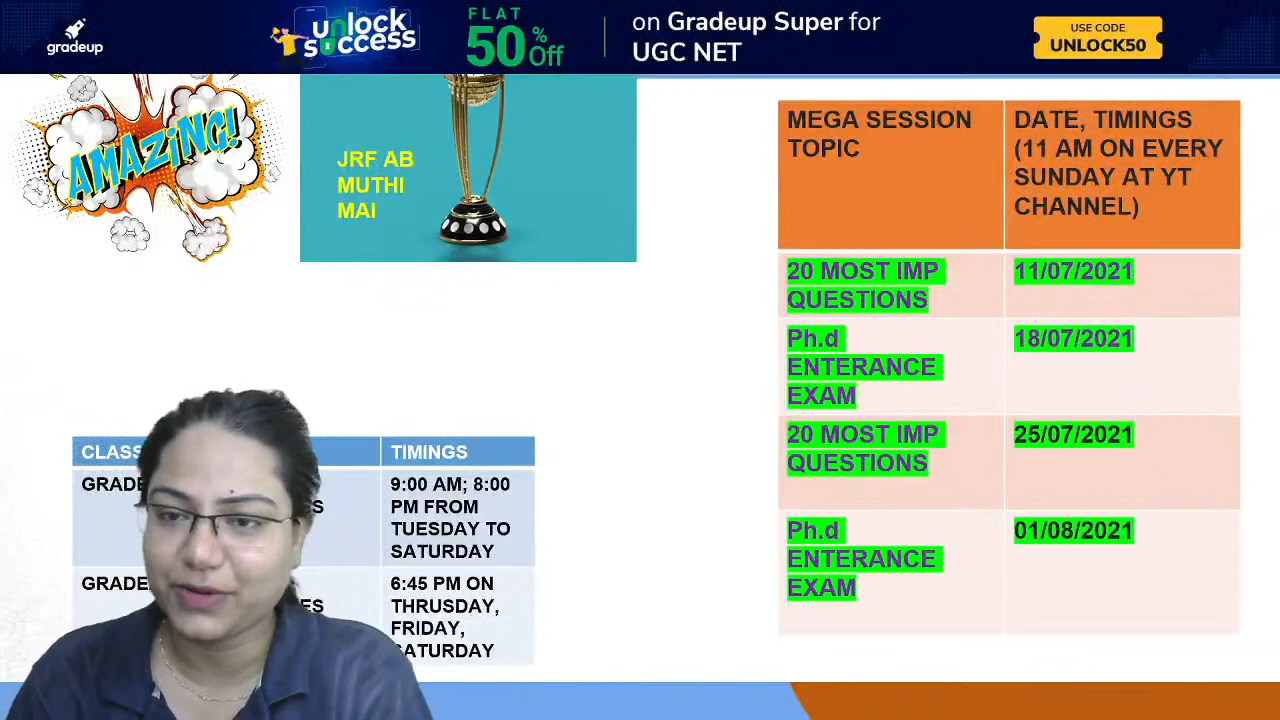 gradeup
unlock
success
FLAT
50% Off
on Gradeup Super for
UGC NET
USE CODE
UNLOCK50
AMAZiNG!
JRF AB
MUTHI
MAI
MEGA SESSION
TOPIC
DATE, TIMINGS
(11 AM ON EVERY
SUNDAY AT YT
CHANNEL)
20 MOST IMP
QUESTIONS
11/07/2021
Ph.d
ENTERANCE
EXAM
18/07/2021
20 MOST IMP
QUESTIONS
25/07/2021
Ph.d
ENTERANCE
EXAM
01/08/2021
TIMINGS
9:00 AM; 8:00
PM FROM
TUESDAY TO
SATURDAY
6:45 PM ON
THRUSDAY,
FRIDAY,
SATURDAY